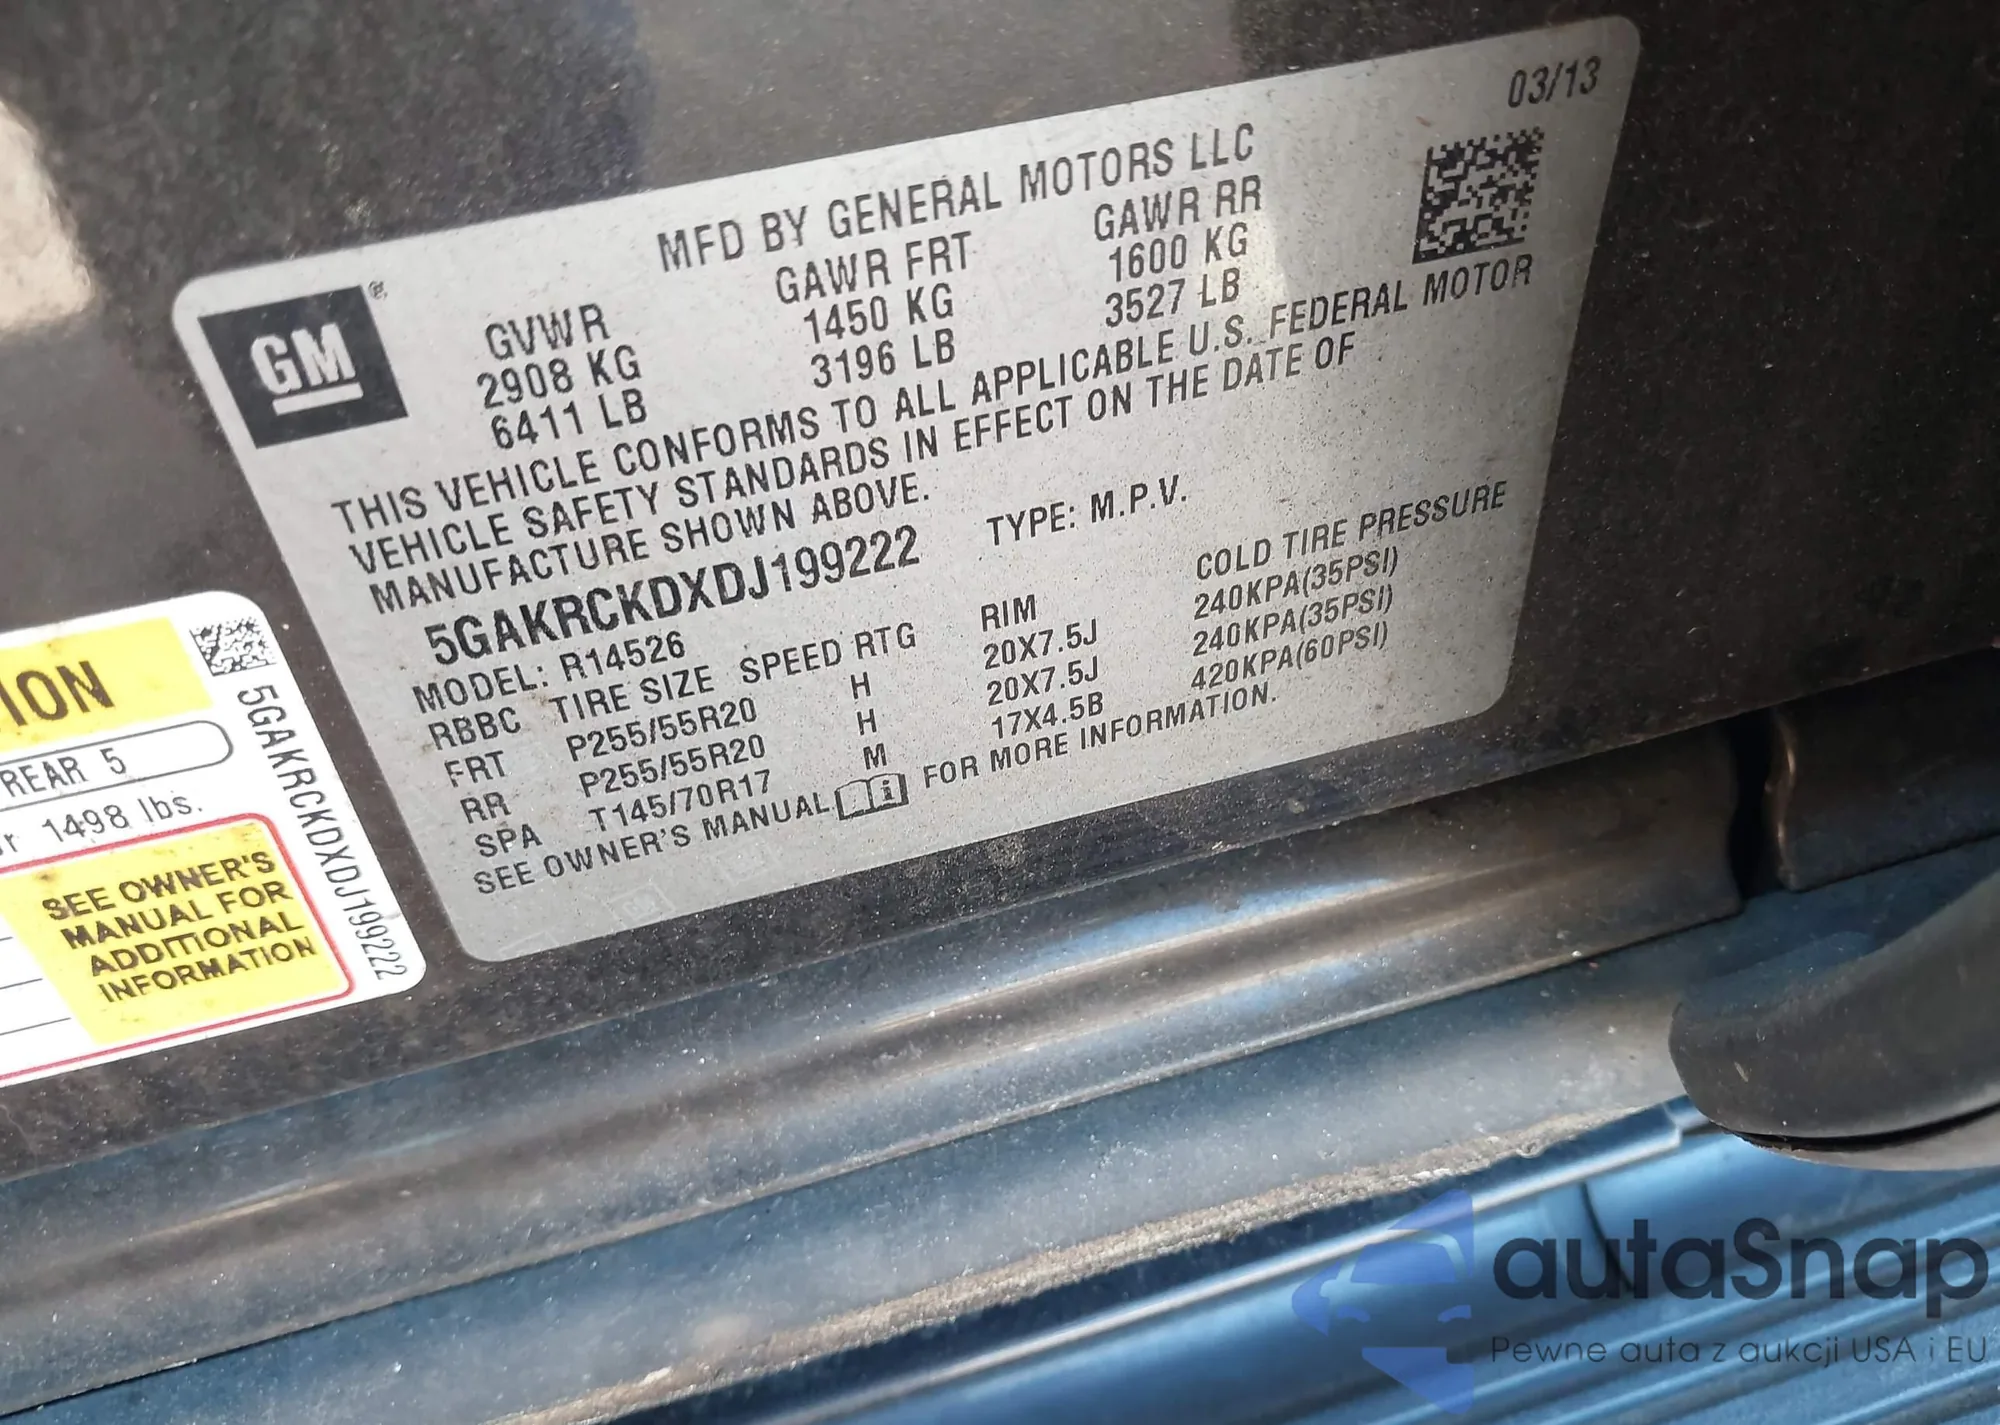 03/13
MFD BY GENERAL MOTORS LLC
GM®
GVWR GAWR FRT GAWR RR
2908 KG 1450 KG 1600 KG
6411 LB 3196 LB 3527 LB
THIS VEHICLE CONFORMS TO ALL APPLICABLE U.S. FEDERAL MOTOR
VEHICLE SAFETY STANDARDS IN EFFECT ON THE DATE OF
MANUFACTURE SHOWN ABOVE.
5GAKRCKDXDJ199222 TYPE: M.P.V.
MODEL: R14526
RBBC TIRE SIZE SPEED RTG RIM COLD TIRE PRESSURE
FRT P255/55R20 H 20X7.5J 240KPA(35PSI)
RR P255/55R20 H 20X7.5J 240KPA(35PSI)
SPA T145/70R17 M 17X4.5B 420KPA(60PSI)
SEE OWNER'S MANUAL FOR MORE INFORMATION.
ION
REAR 5
r 1498 lbs.
SEE OWNER'S
MANUAL FOR
ADDITIONAL
INFORMATION
5GAKRCKDXDJ199222
autaSnap
Pewne auta z aukcji USA i EU